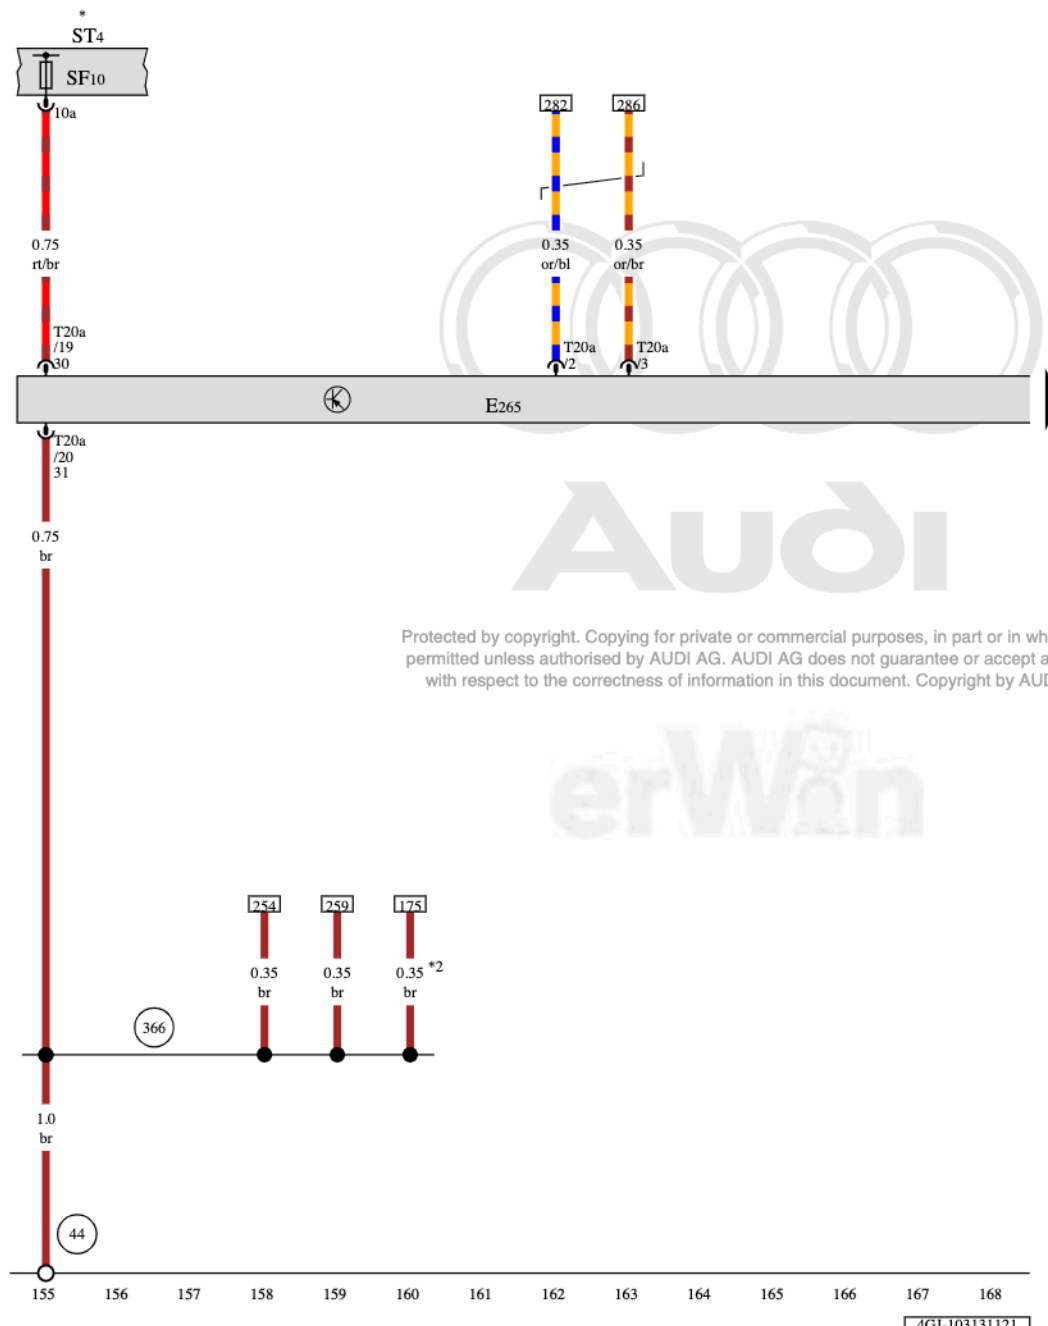 *
ST4
SF10
10a
282
286
0.75
rt/br
0.35
or/bl
0.35
or/br
T20a
/19
30
T20a
/2
T20a
/3
E265
T20a
/20
31
0.75
br
Audi
Protected by copyright. Copying for private or commercial purposes, in part or in wh
permitted unless authorised by AUDI AG. AUDI AG does not guarantee or accept a
with respect to the correctness of information in this document. Copyright by AUD
erWin
254
259
175
0.35
br
0.35
br
0.35 *2
br
366
1.0
br
44
155 156 157 158 159 160 161 162 163 164 165 166 167 168
4GI-103131121